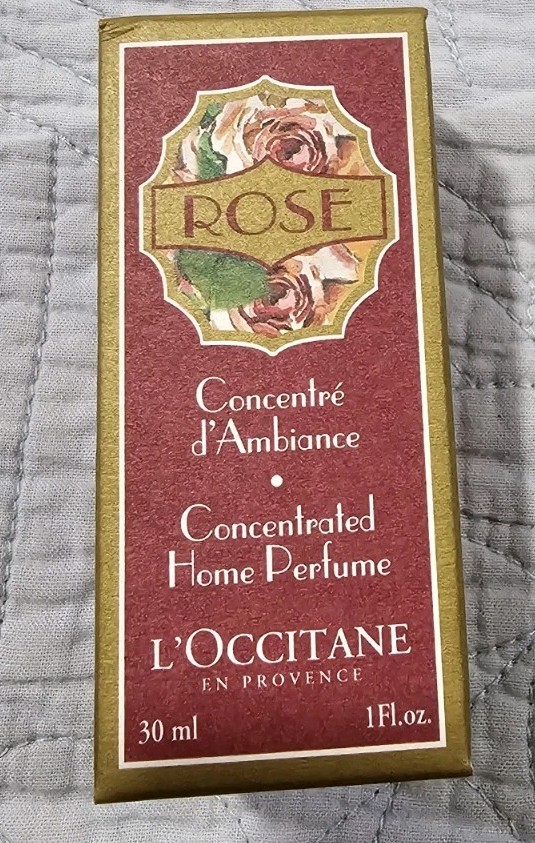 ROSE
Concentré
d'Ambiance
•
Concentrated
Home Perfume
L'OCCITANE
EN PROVENCE
30 ml 1Fl.oz.